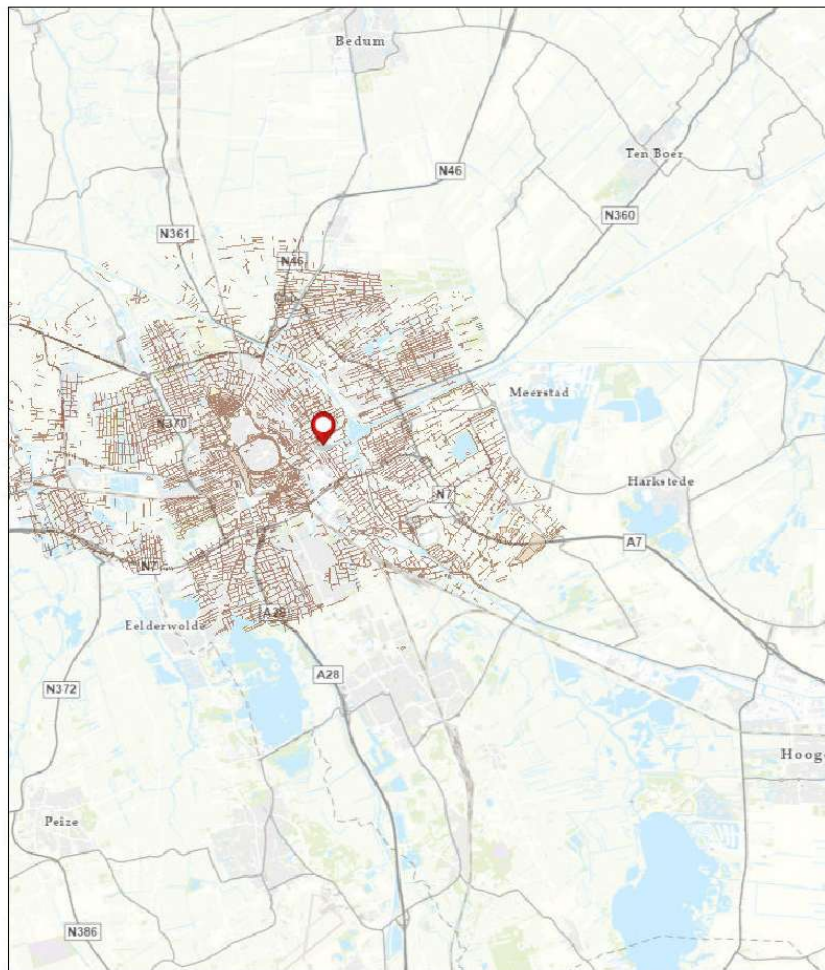 Bedum
Ten Boer
N46
N360
N361
N46
Meerstad
N370
Harkstede
N7
A7
N7
A28
Eelderwolde
A28
N372
Hoog
Peize
N386